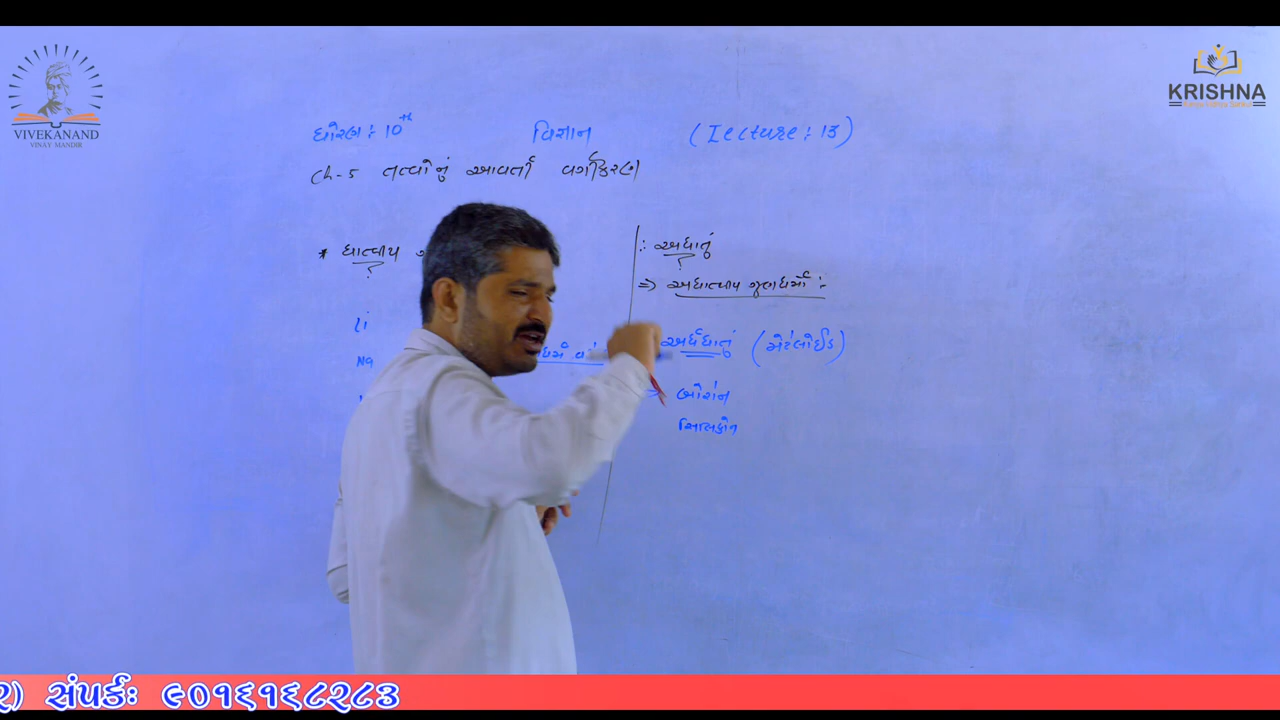 VIVEKANAND
VINAY MANDIR
KRISHNA
ધોરણ : 10th વિજ્ઞાન (Lecture : 13)
Ch-5 તત્વોનું આવર્તી વર્ગીકરણ
* ધાત્વીય
Li
Na
: અધાતું
⇒ અધાત્વીય ગુણધર્મો :
અર્ધધાતું (મેટેલોઈડ)
બોરોન
સિલિકોન
૨) સંપર્કઃ ૯૦૧૬૧૬૮૨૮૩